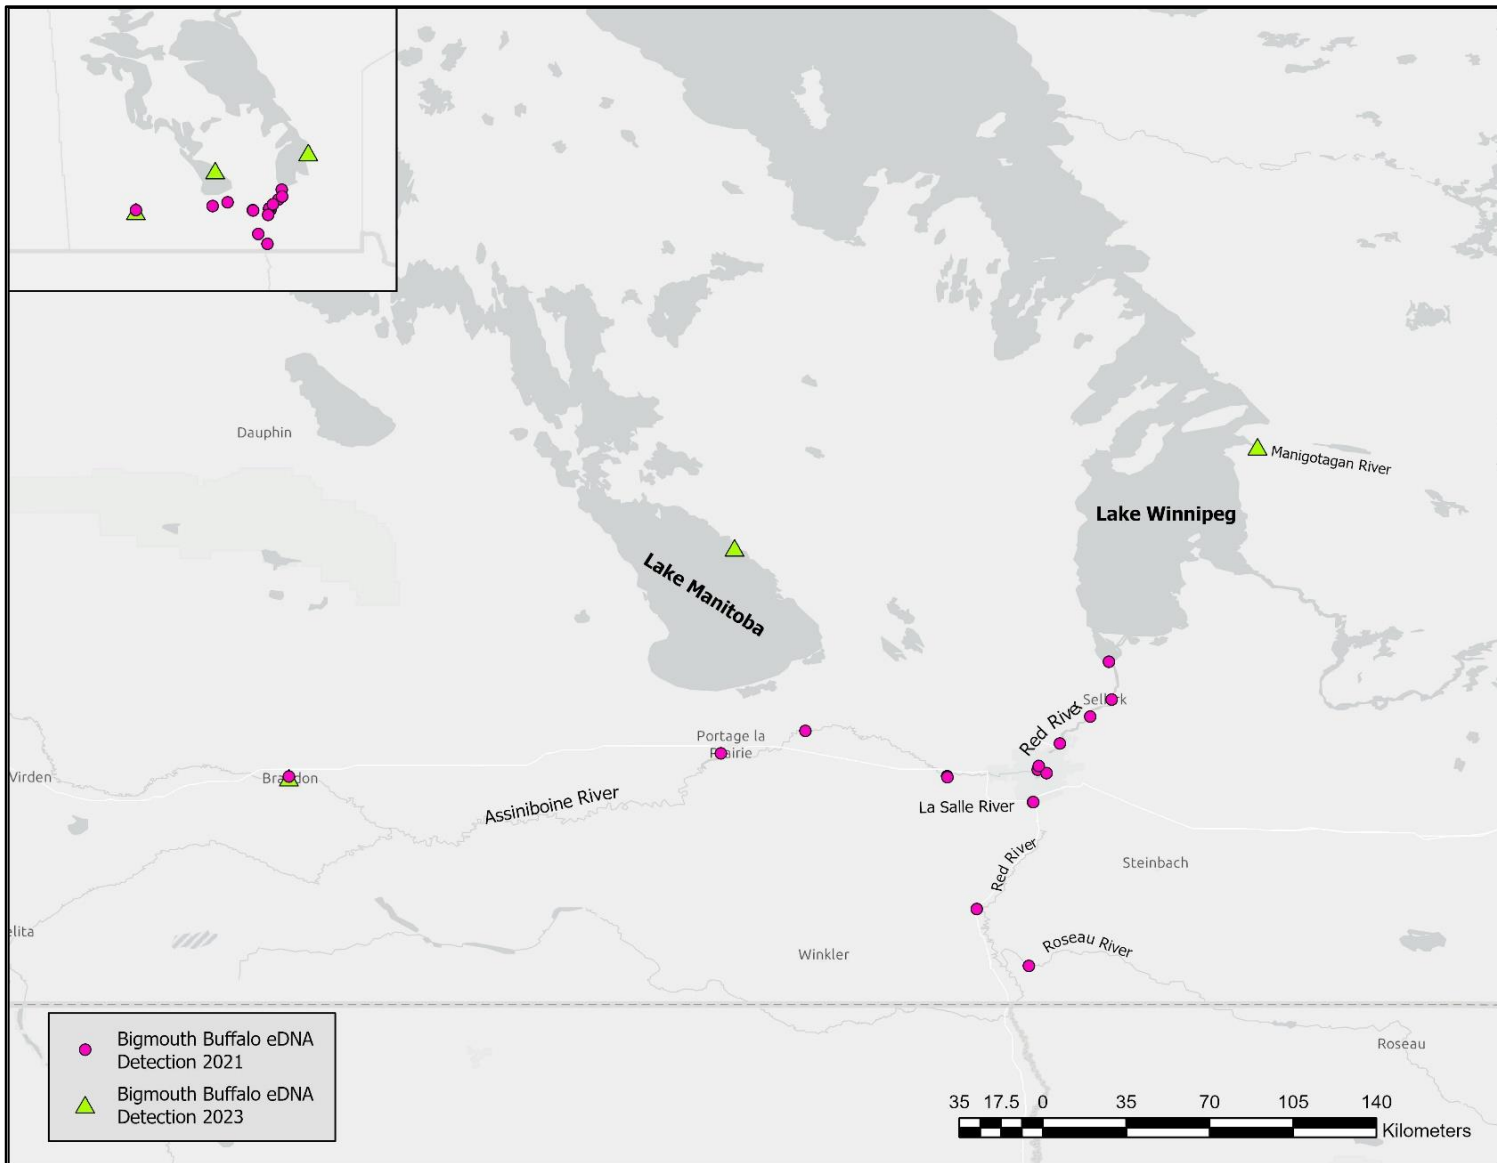 Dauphin
Manigotagan River
Lake Winnipeg
Lake Manitoba
Selkirk
Red River
Portage la
Prairie
Virden
Brandon
Assiniboine River
La Salle River
Red River
Steinbach
elita
Winkler
Roseau River
Bigmouth Buffalo eDNA
Detection 2021
Bigmouth Buffalo eDNA
Detection 2023
Roseau
35 17.5 0 35 70 105 140
Kilometers